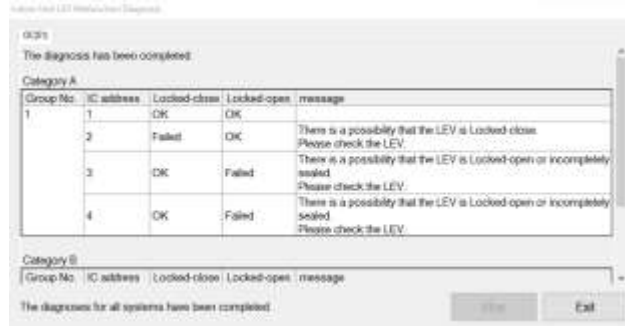 The diagnosis has been completed
Category A
Group No. IC address Locked-close Locked-open message
1 1 OK OK
2 Failed OK There is a possibility that the LEV is Locked-close.
Please check the LEV.
3 OK Failed There is a possibility that the LEV is Locked-open or incompletely
sealed.
Please check the LEV.
4 OK Failed There is a possibility that the LEV is Locked-open or incompletely
sealed.
Please check the LEV.
Category B
Group No. IC address Locked-close Locked-open message
The diagnoses for all systems have been completed.
Exit